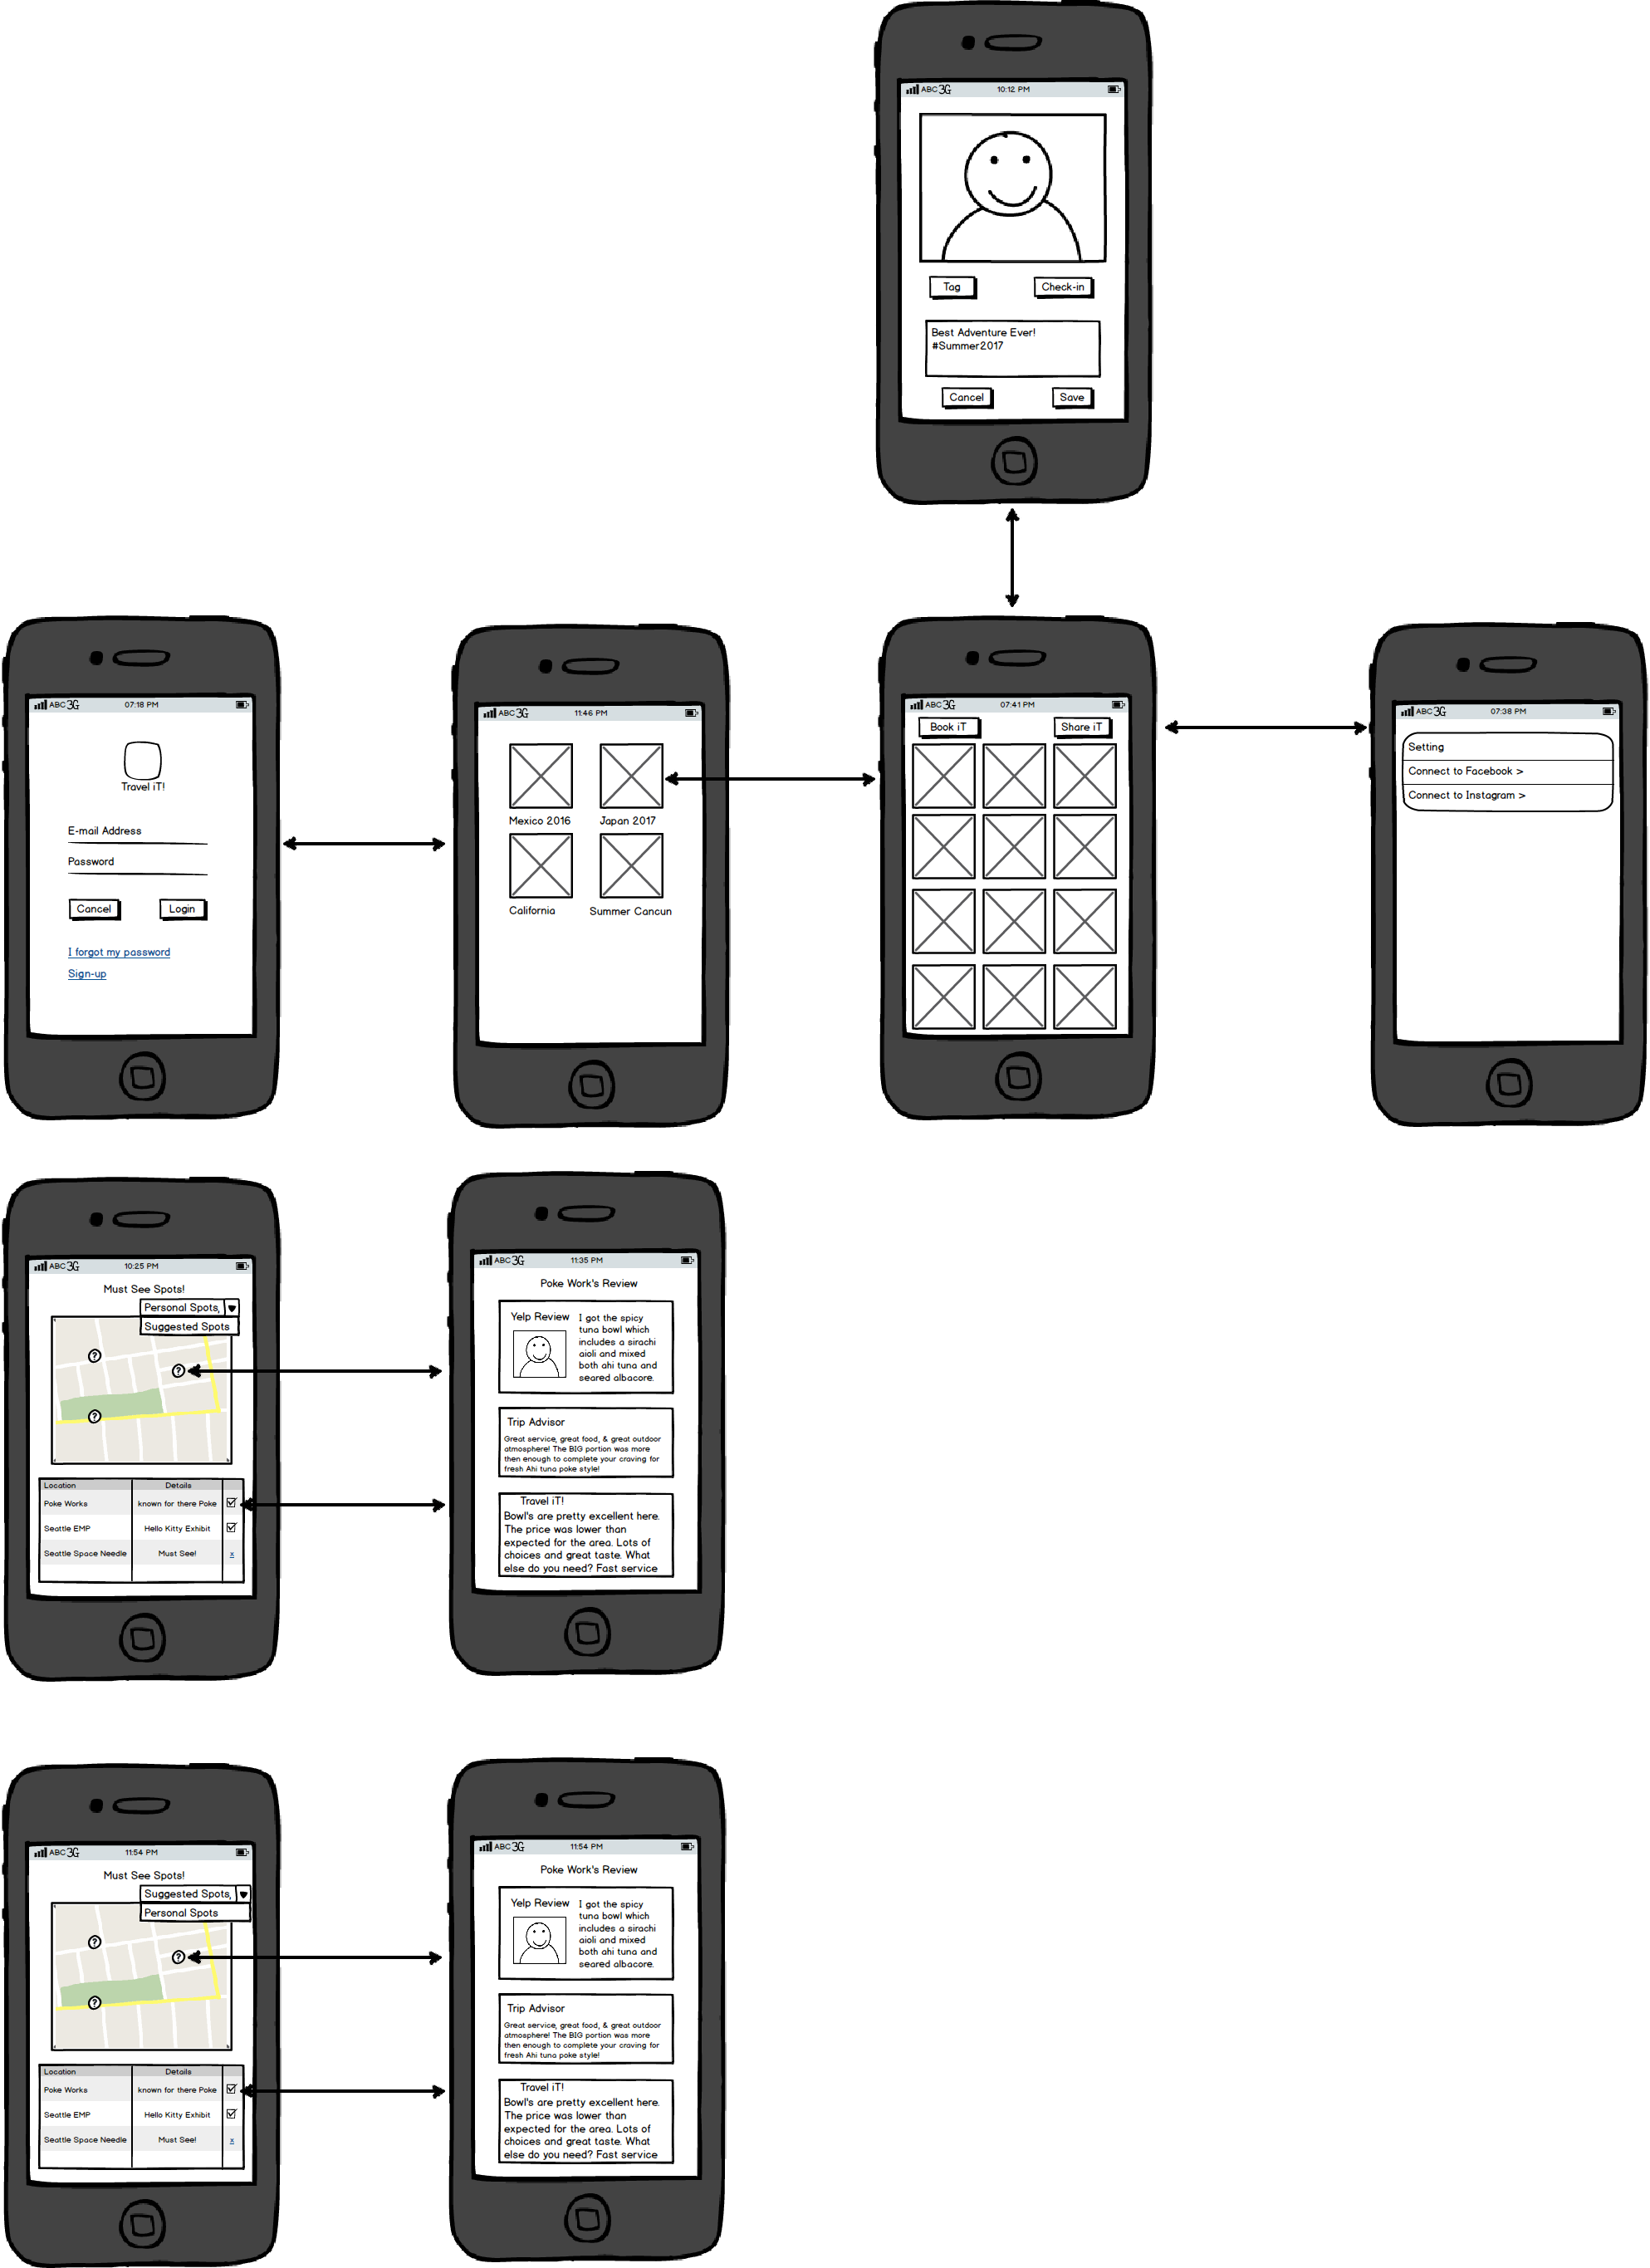 ABC 3G 10:12 PM
Tag Check-in
Best Adventure Ever!
#Summer2017
Cancel Save
ABC 3G 07:18 PM
Travel iT!
E-mail Address
Password
Cancel Login
I forgot my password
Sign-up
ABC 3G 11:46 PM
Mexico 2016 Japan 2017
California Summer Cancun
ABC 3G 07:41 PM
Book iT Share iT
ABC 3G 07:38 PM
Setting
Connect to Facebook >
Connect to Instagram >
ABC 3G 10:25 PM
Must See Spots!
Personal Spots,
Suggested Spots
?
?
?
Location Details
Poke Works known for there Poke
Seattle EMP Hello Kitty Exhibit
Seattle Space Needle Must See! x
ABC 3G 11:35 PM
Poke Work's Review
Yelp Review
I got the spicy
tuna bowl which
includes a sirachi
aioli and mixed
both ahi tuna and
seared albacore.
Trip Advisor
Great service, great food, & great outdoor
atmosphere! The BIG portion was more
then enough to complete your craving for
fresh Ahi tuna poke style!
Travel iT!
Bowl's are pretty excellent here.
The price was lower than
expected for the area. Lots of
choices and great taste. What
else do you need? Fast service
ABC 3G 11:54 PM
Must See Spots!
Suggested Spots,
Personal Spots
?
?
?
Location Details
Poke Works known for there Poke
Seattle EMP Hello Kitty Exhibit
Seattle Space Needle Must See! x
ABC 3G 11:54 PM
Poke Work's Review
Yelp Review
I got the spicy
tuna bowl which
includes a sirachi
aioli and mixed
both ahi tuna and
seared albacore.
Trip Advisor
Great service, great food, & great outdoor
atmosphere! The BIG portion was more
then enough to complete your craving for
fresh Ahi tuna poke style!
Travel iT!
Bowl's are pretty excellent here.
The price was lower than
expected for the area. Lots of
choices and great taste. What
else do you need? Fast service